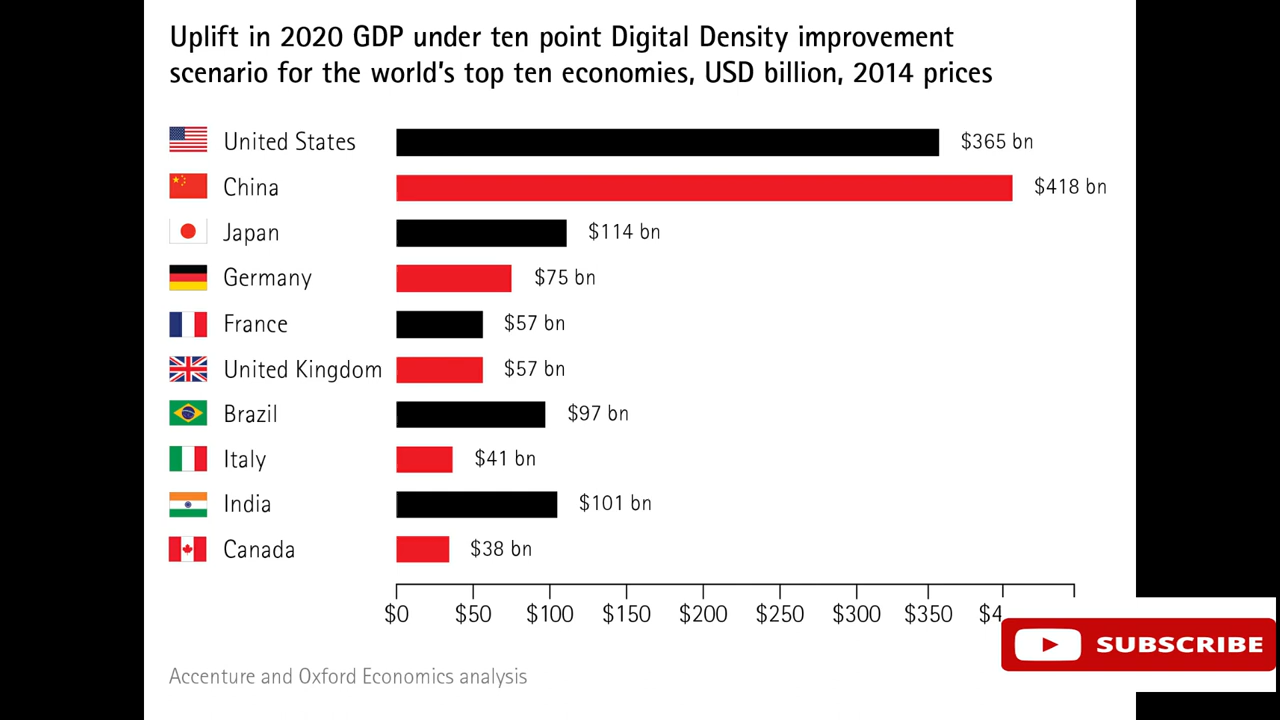 Uplift in 2020 GDP under ten point Digital Density improvement
scenario for the world's top ten economies, USD billion, 2014 prices
United States $365 bn
China $418 bn
Japan $114 bn
Germany $75 bn
France $57 bn
United Kingdom $57 bn
Brazil $97 bn
Italy $41 bn
India $101 bn
Canada $38 bn
$0 $50 $100 $150 $200 $250 $300 $350 $4
SUBSCRIBE
Accenture and Oxford Economics analysis